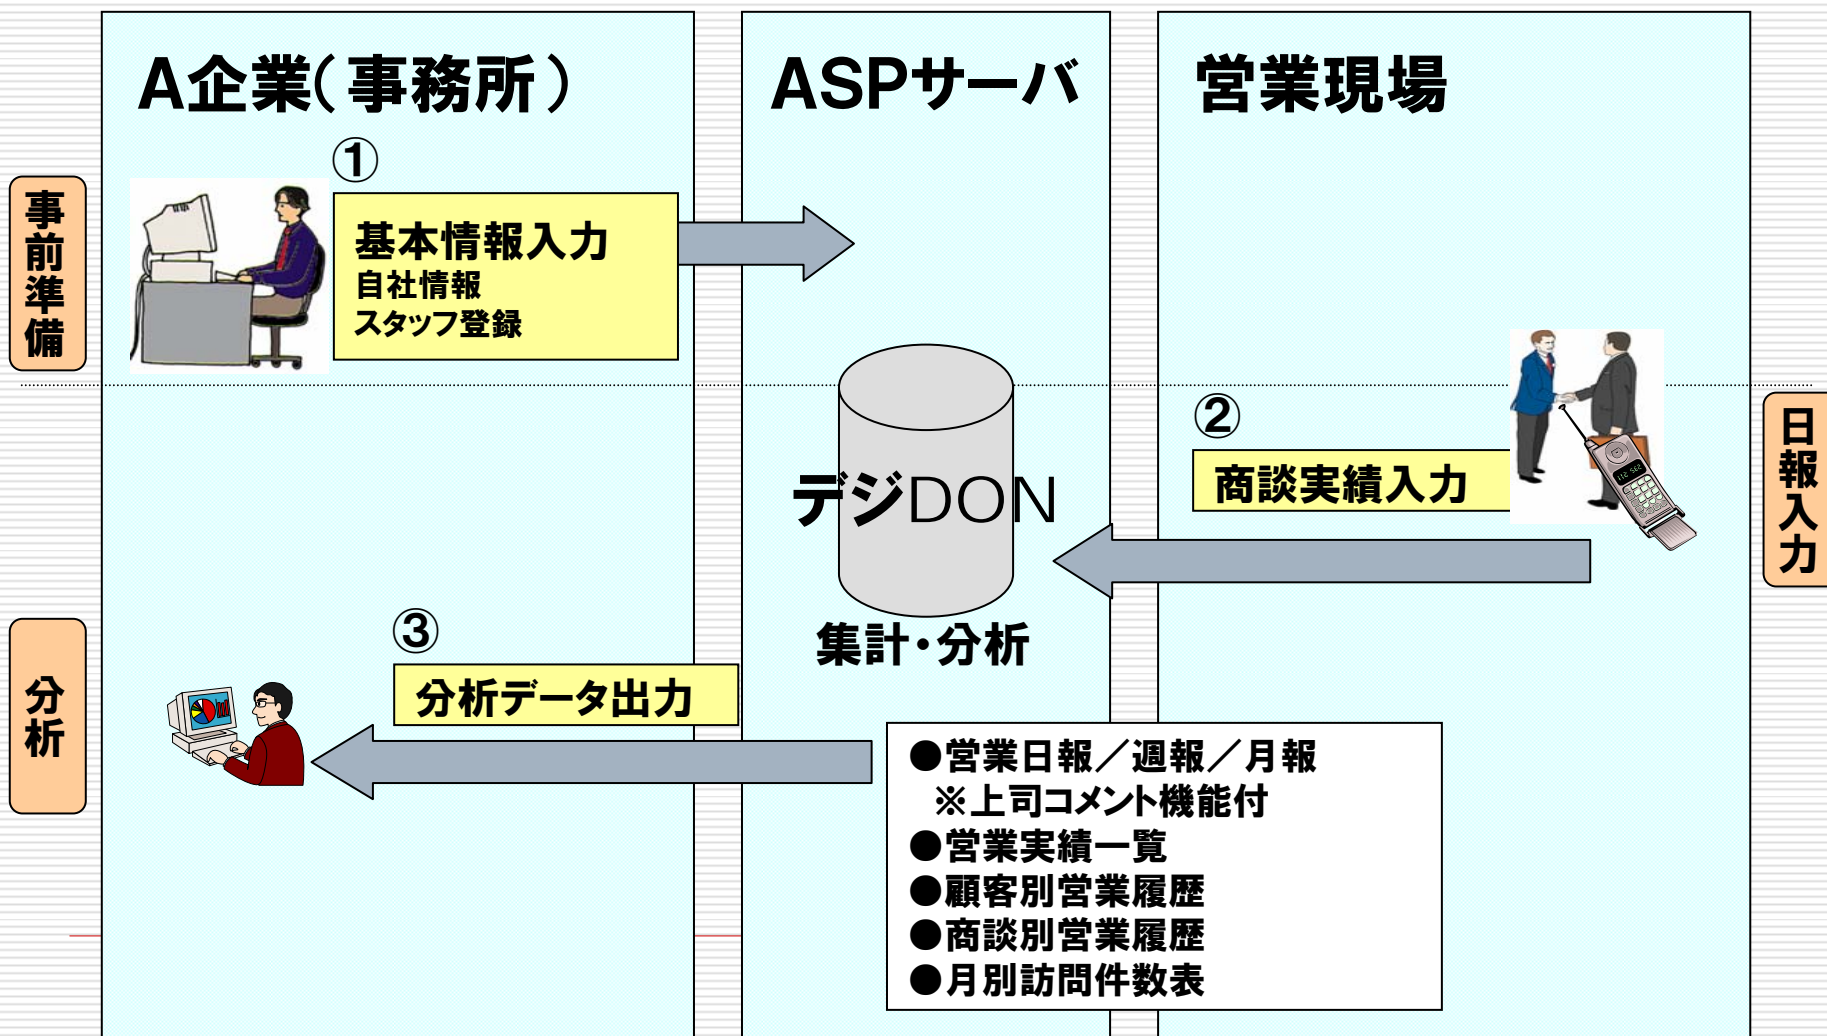 A企業(事務所)
ASPサーバ
営業現場
事前準備
①
基本情報入力
自社情報
スタッフ登録
②
商談実績入力
日報入力
デジDON
集計・分析
③
分析データ出力
分析
●営業日報／週報／月報
※上司コメント機能付
●営業実績一覧
●顧客別営業履歴
●商談別営業履歴
●月別訪問件数表